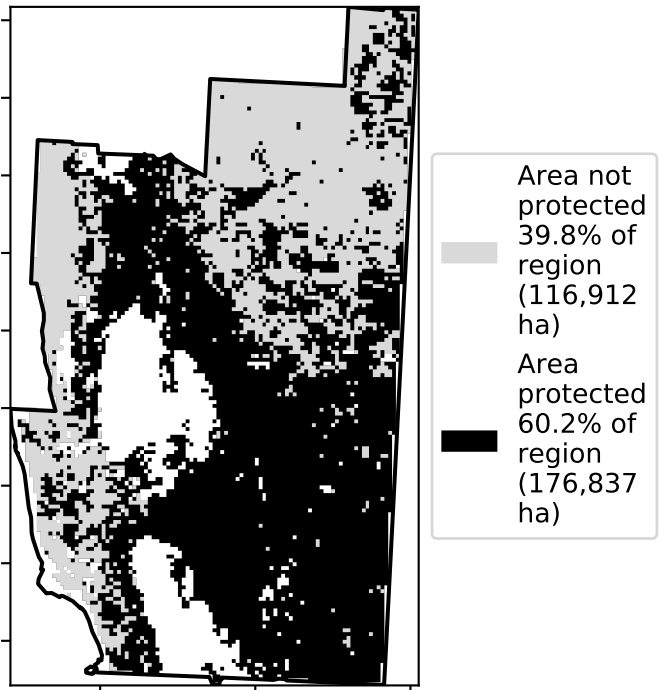 Area not
protected
39.8% of
region
(116,912
ha)
Area
protected
60.2% of
region
(176,837
ha)